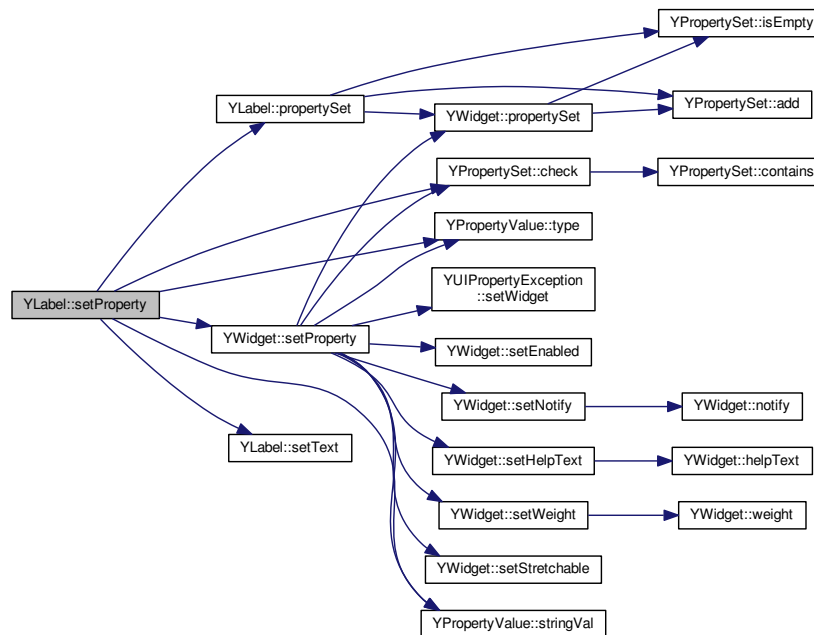 YPropertySet::isEmpty
YLabel::propertySet
YPropertySet::add
YWidget::propertySet
YPropertySet::check
YPropertySet::contains
YPropertyValue::type
YUIPropertyException
::setWidget
YLabel::setProperty
YWidget::setProperty
YWidget::setEnabled
YWidget::setNotify
YWidget::notify
YLabel::setText
YWidget::setHelpText
YWidget::helpText
YWidget::setWeight
YWidget::weight
YWidget::setStretchable
YPropertyValue::stringVal